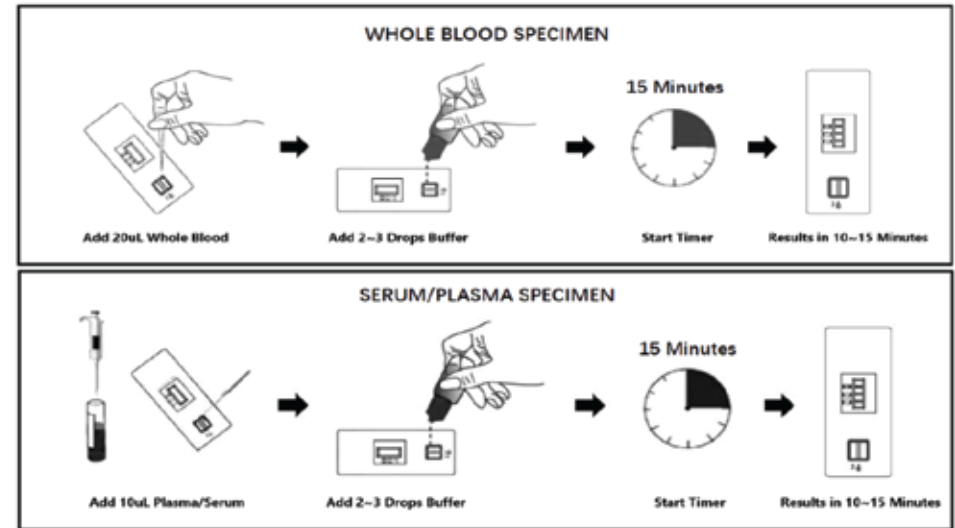 WHOLE BLOOD SPECIMEN
15 Minutes
Add 20uL Whole Blood
Add 2~3 Drops Buffer
Start Timer
Results in 10~15 Minutes
SERUM/PLASMA SPECIMEN
15 Minutes
Add 10uL Plasma/Serum
Add 2~3 Drops Buffer
Start Timer
Results in 10~15 Minutes